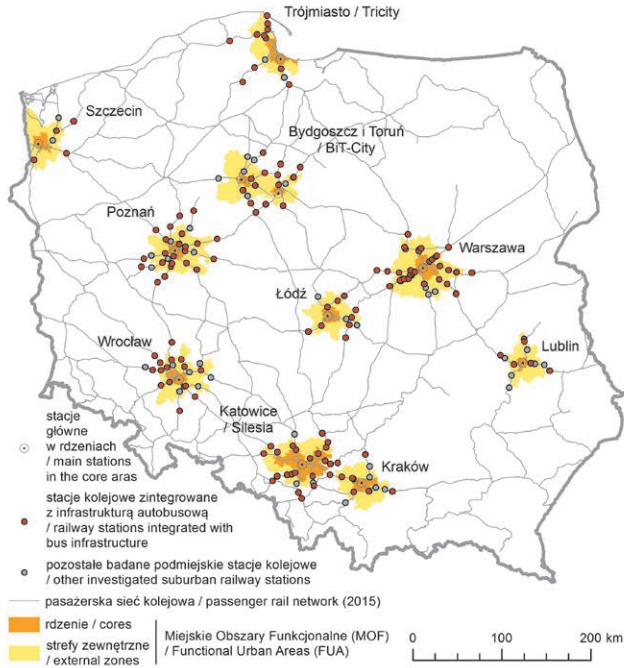 Trójmiasto / Tricity
Szczecin
Bydgoszcz i Toruń
/ BiT-City
Poznań
Warszawa
Łódź
Wrocław
Lublin
Katowice
/ Silesia
Kraków
stacje
główne
w rdzeniach
/ main stations
in the core aras
stacje kolejowe zintegrowane
z infrastrukturą autobusową
/ railway stations integrated with
bus infrastructure
pozostałe badane podmiejskie stacje kolejowe
/ other investigated suburban railway stations
pasażerska sieć kolejowa / passenger rail network (2015)
rdzenie / cores
strefy zewnętrzne
/ external zones
Miejskie Obszary Funkcjonalne (MOF)
/ Functional Urban Areas (FUA)
0 100 200 km